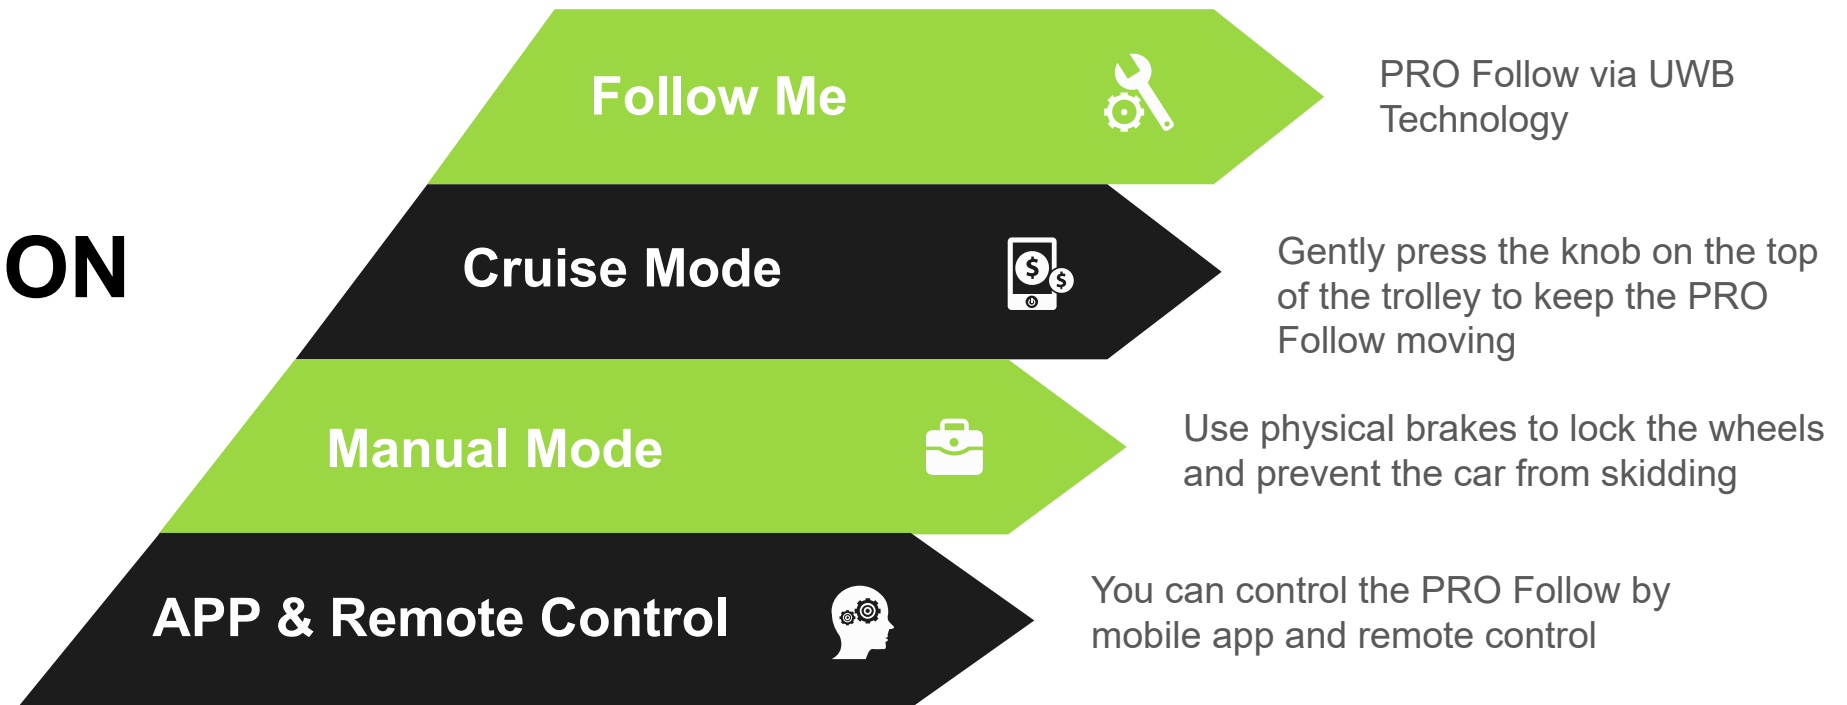 Follow Me
PRO Follow via UWB
Technology
ON
Cruise Mode
Gently press the knob on the top
of the trolley to keep the PRO
Follow moving
Manual Mode
Use physical brakes to lock the wheels
and prevent the car from skidding
APP & Remote Control
You can control the PRO Follow by
mobile app and remote control